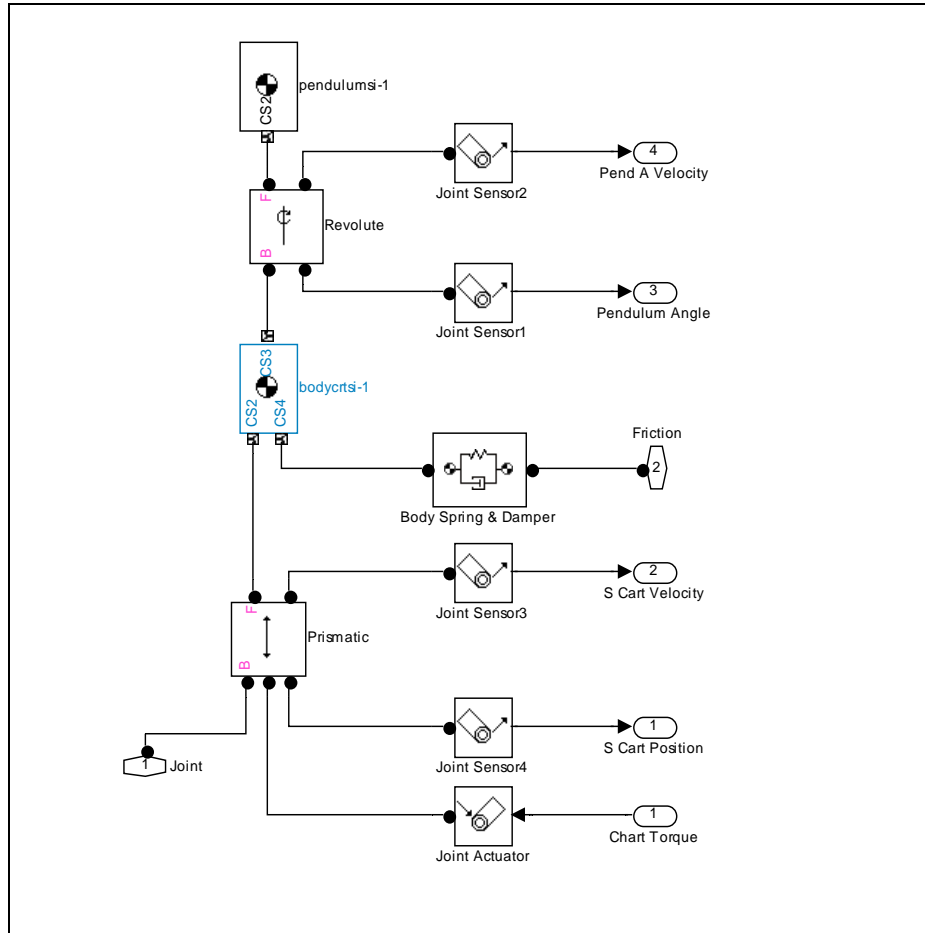 pendulumsi-1
CS2
4
Pend A Velocity
Joint Sensor2
F
Revolute
B
3
Pendulum Angle
Joint Sensor1
CS3
bodycrtsi-1
CS2
CS4
Friction
2
Body Spring & Damper
2
S Cart Velocity
Joint Sensor3
F
Prismatic
B
1
S Cart Position
Joint Sensor4
1
Joint
1
Chart Torque
Joint Actuator